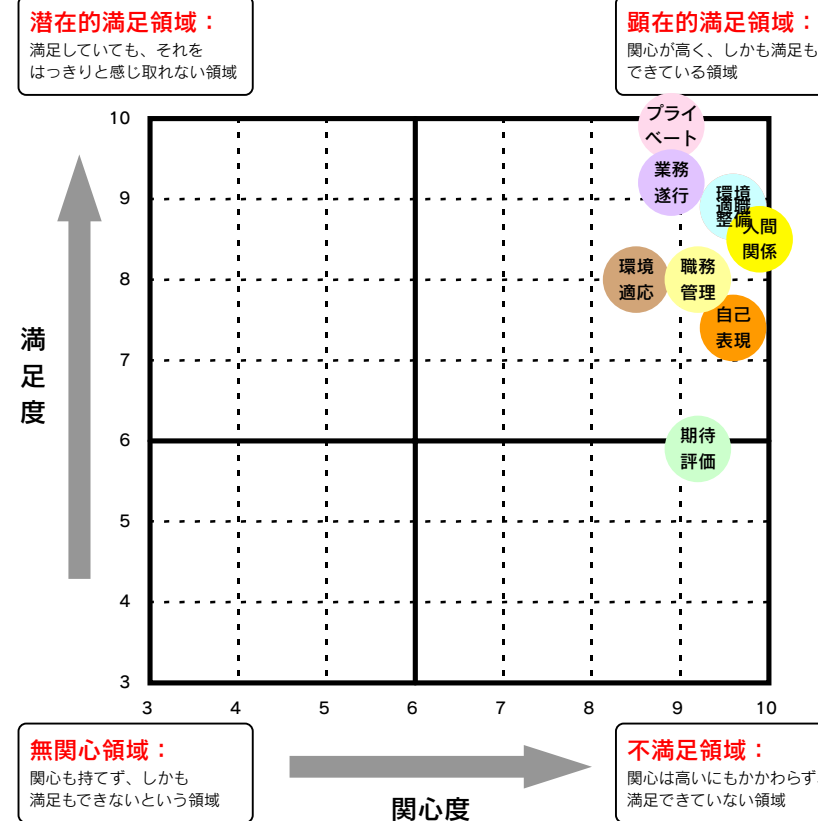 潜在的満足領域：
満足していても、それを
はっきりと感じ取れない領域
顕在的満足領域：
関心が高く、しかも満足も
できている領域
プライ
ベート
業務
遂行
環境
整備
適職
人間
関係
環境
適応
職務
管理
自己
表現
期待
評価
満足度
10
9
8
7
6
5
4
3
3
4
5
6
7
8
9
10
無関心領域：
関心も持てず、しかも
満足もできないという領域
関心度
不満足領域：
関心は高いにもかかわらず、
満足できていない領域